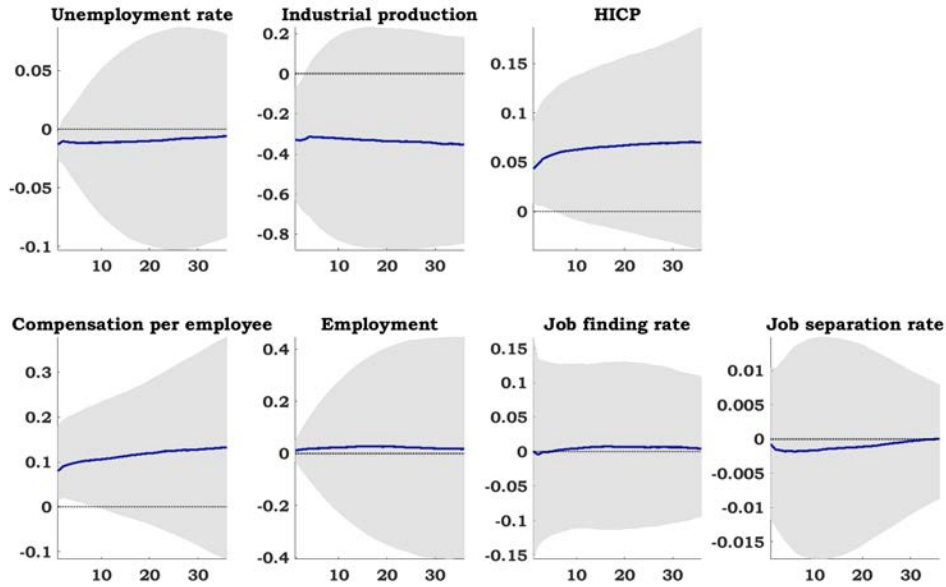 Unemployment rate
0.05
0
-0.05
-0.1
10 20 30
Industrial production
0.2
0
-0.2
-0.4
-0.6
-0.8
10 20 30
HICP
0.15
0.1
0.05
0
10 20 30
Compensation per employee
0.3
0.2
0.1
0
-0.1
10 20 30
Employment
0.4
0.2
0
-0.2
-0.4
10 20 30
Job finding rate
0.15
0.1
0.05
0
-0.05
-0.1
-0.15
10 20 30
Job separation rate
0.01
0.005
0
-0.005
-0.01
-0.015
10 20 30